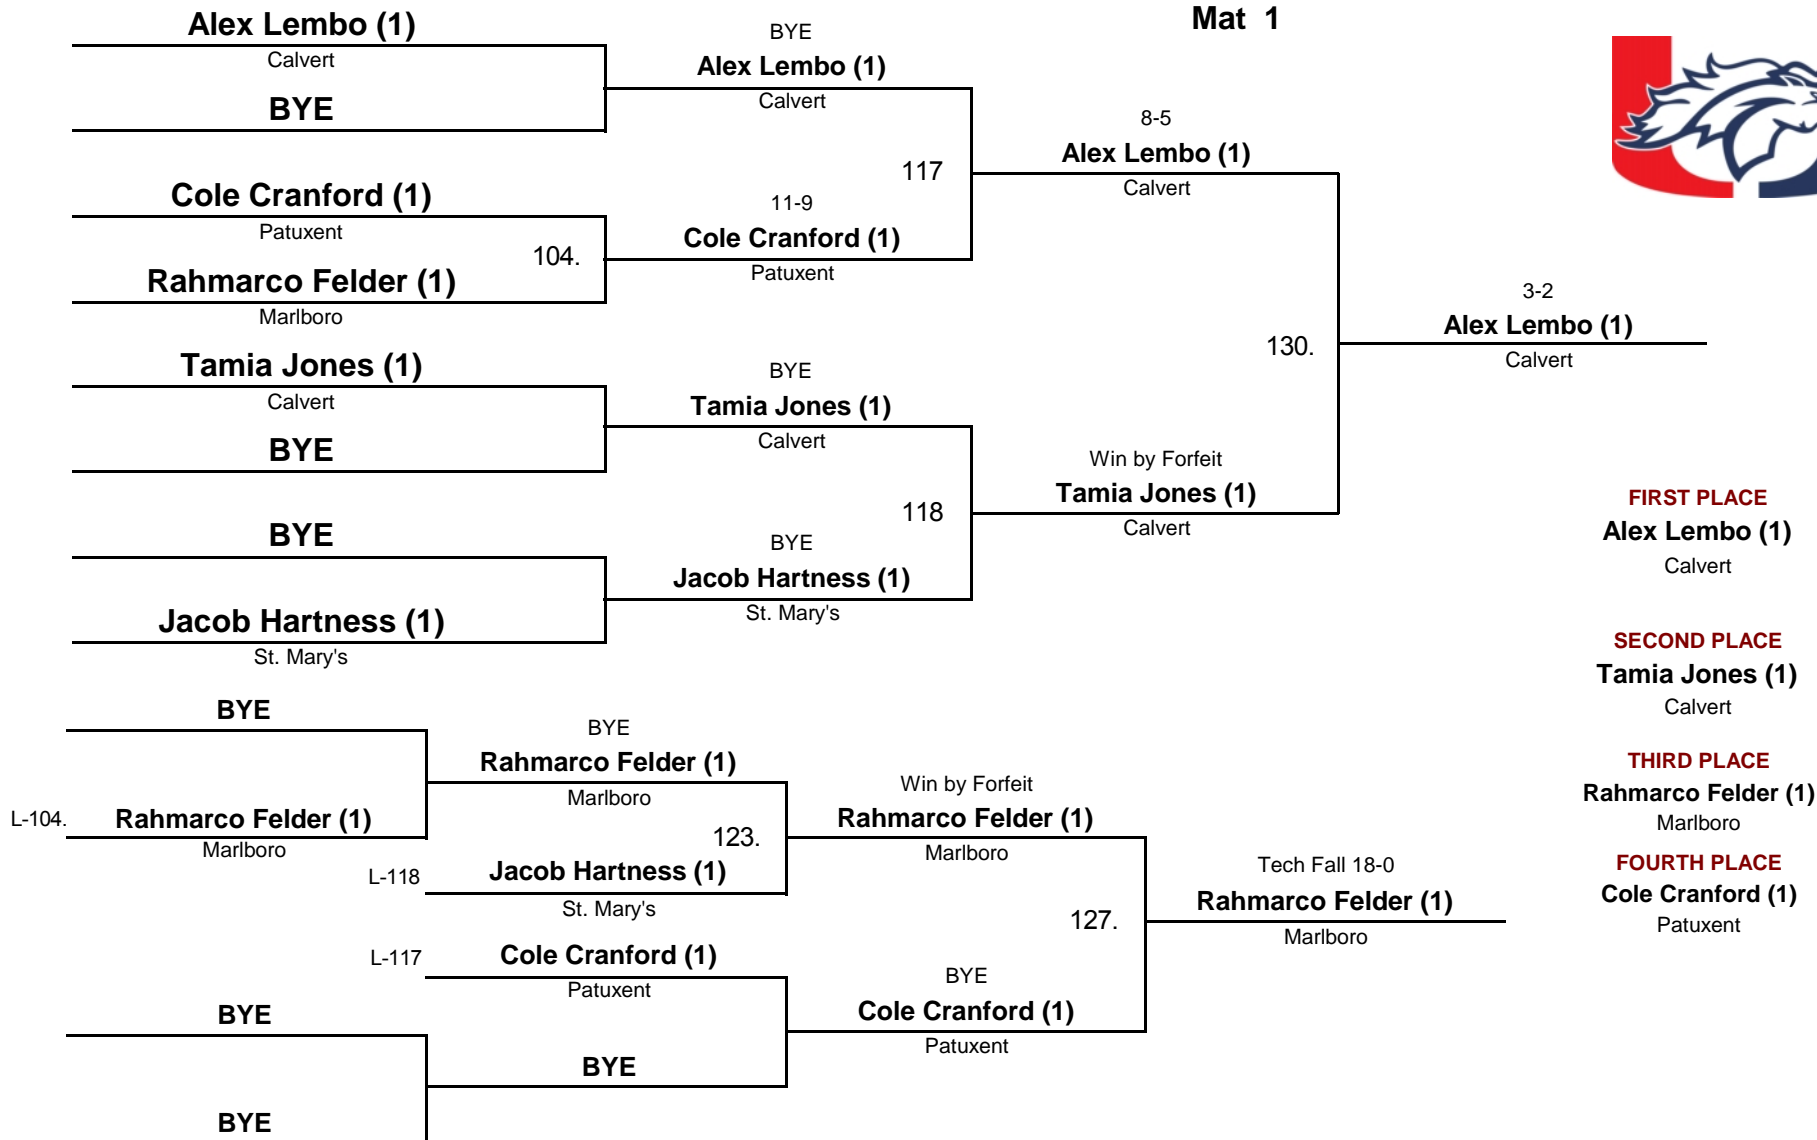 Mat 1
Alex Lembo (1)
Calvert
BYE
Cole Cranford (1)
Patuxent
104.
Rahmarco Felder (1)
Marlboro
Tamia Jones (1)
Calvert
BYE
BYE
Jacob Hartness (1)
St. Mary's
BYE
Alex Lembo (1)
Calvert
117
11-9
Cole Cranford (1)
Patuxent
BYE
Tamia Jones (1)
Calvert
118
BYE
Jacob Hartness (1)
St. Mary's
8-5
Alex Lembo (1)
Calvert
130.
Win by Forfeit
Tamia Jones (1)
Calvert
3-2
Alex Lembo (1)
Calvert
FIRST PLACE
Alex Lembo (1)
Calvert
SECOND PLACE
Tamia Jones (1)
Calvert
THIRD PLACE
Rahmarco Felder (1)
Marlboro
FOURTH PLACE
Cole Cranford (1)
Patuxent
BYE
L-104.
Rahmarco Felder (1)
Marlboro
BYE
BYE
BYE
Rahmarco Felder (1)
Marlboro
123.
L-118
Jacob Hartness (1)
St. Mary's
L-117
Cole Cranford (1)
Patuxent
BYE
Win by Forfeit
Rahmarco Felder (1)
Marlboro
127.
BYE
Cole Cranford (1)
Patuxent
Tech Fall 18-0
Rahmarco Felder (1)
Marlboro